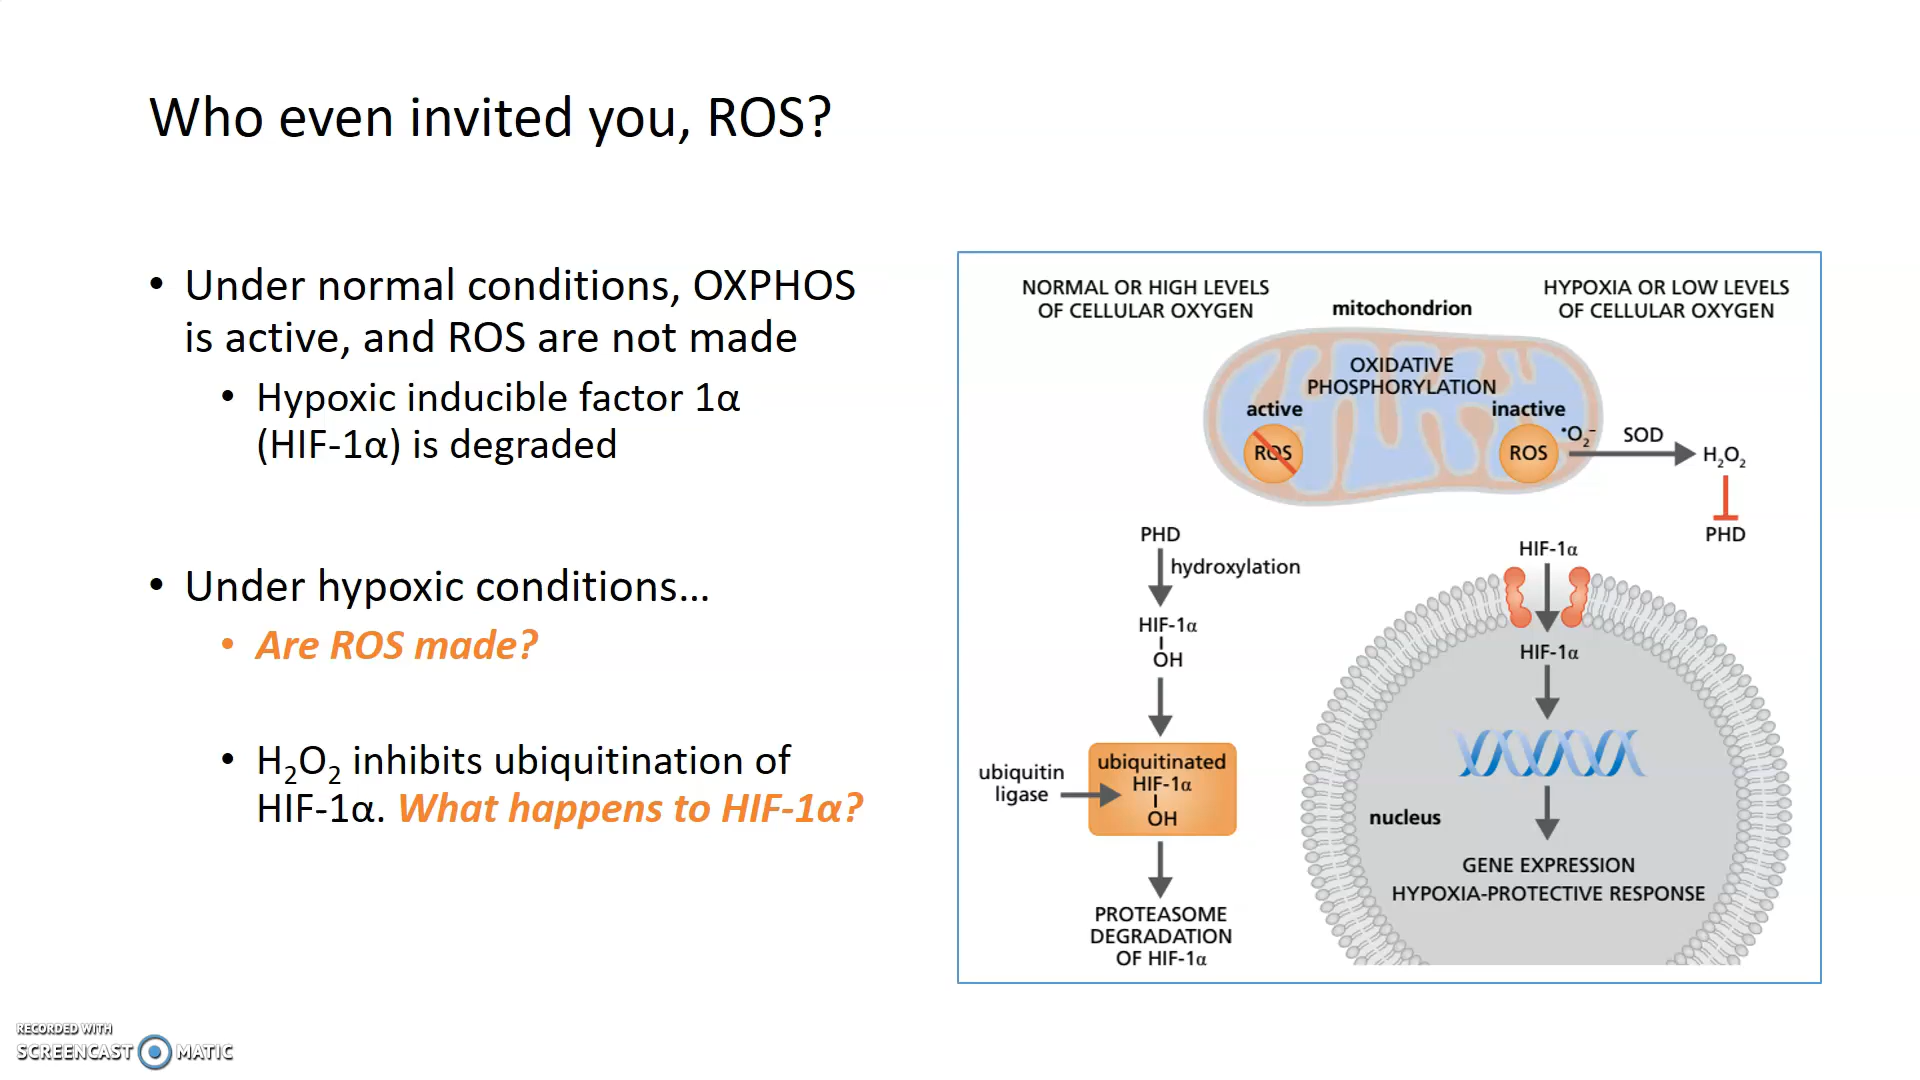 Who even invited you, ROS?
• Under normal conditions, OXPHOS
is active, and ROS are not made
• Hypoxic inducible factor 1α
(HIF-1α) is degraded
• Under hypoxic conditions…
• Are ROS made?
• H₂O₂ inhibits ubiquitination of
HIF-1α. What happens to HIF-1α?
NORMAL OR HIGH LEVELS
OF CELLULAR OXYGEN
mitochondrion
HYPOXIA OR LOW LEVELS
OF CELLULAR OXYGEN
OXIDATIVE
PHOSPHORYLATION
active
inactive
ROS
ROS
•O₂⁻
SOD
H₂O₂
PHD
PHD
hydroxylation
HIF-1α
OH
ubiquitin
ligase
ubiquitinated
HIF-1α
OH
PROTEASOME
DEGRADATION
OF HIF-1α
HIF-1α
HIF-1α
nucleus
GENE EXPRESSION
HYPOXIA-PROTECTIVE RESPONSE
RECORDED WITH
SCREENCAST MATIC